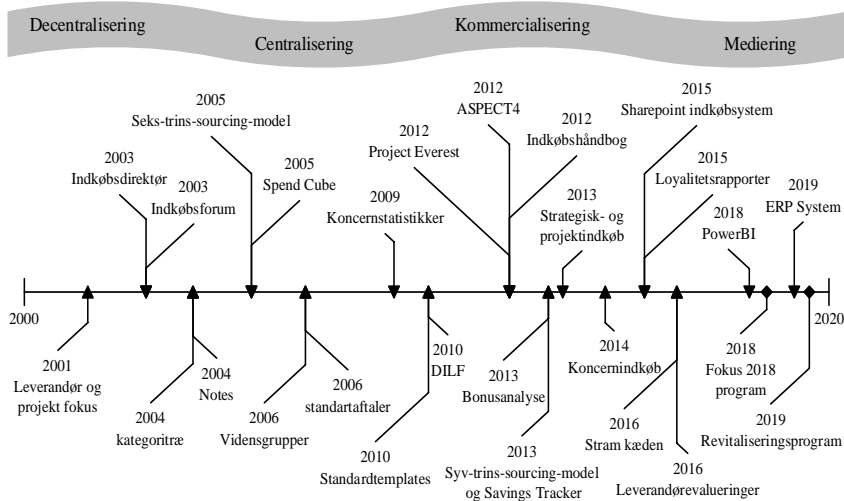 Decentralisering
Centralisering
Kommercialisering
Mediering
2005
Seks-trins-sourcing-model
2003
Indkøbsdirektør
2003
Indkøbsforum
2005
Spend Cube
2009
Koncernstatistikker
2012
Project Everest
2012
ASPECT4
2012
Indkøbshåndbog
2013
Strategisk- og
projektindkøb
2015
Sharepoint indkøbsystem
2015
Loyalitetsrapporter
2018
PowerBI
2019
ERP System
2000
2020
2001
Leverandør og
projekt fokus
2004
kategoritræ
2004
Notes
2006
Vidensgrupper
2006
standartaftaler
2010
Standardtemplates
2010
DILF
2013
Bonusanalyse
2013
Syv-trins-sourcing-model
og Savings Tracker
2014
Koncernindkøb
2016
Stram kæden
2016
Leverandørevalueringer
2018
Fokus 2018
program
2019
Revitaliseringsprogram